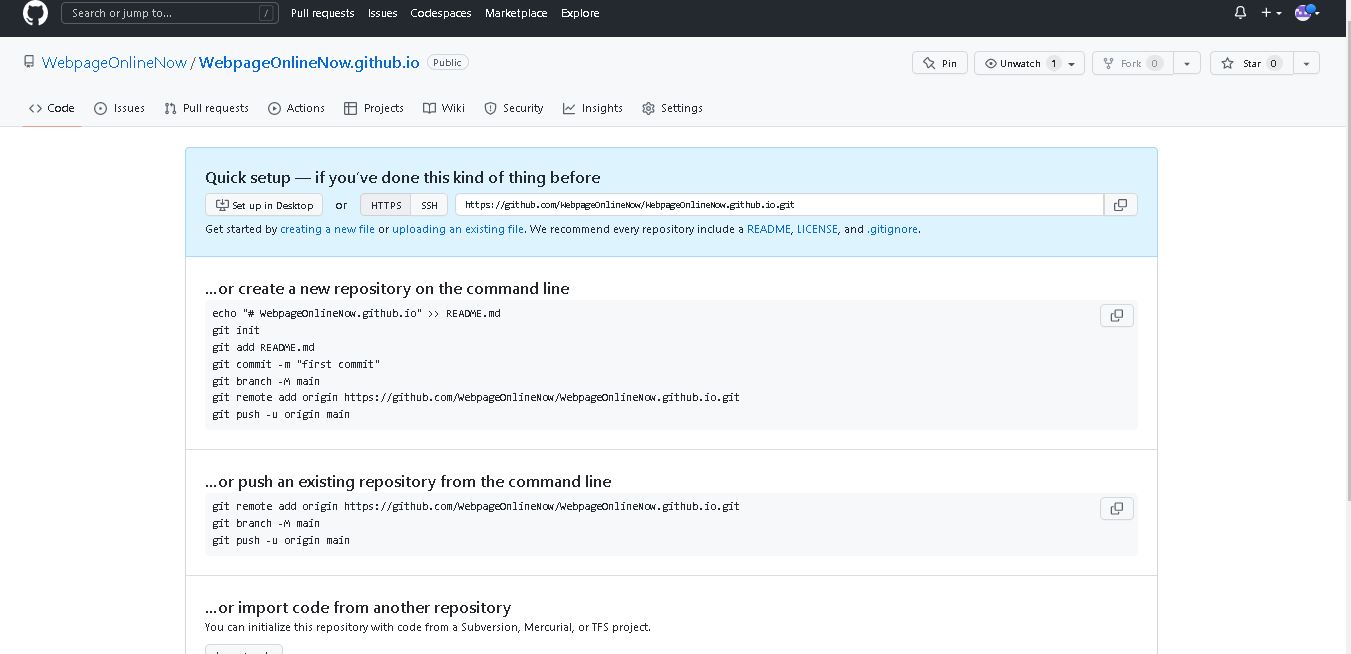 Search or jump to... /
Pull requests Issues Codespaces Marketplace Explore
WebpageOnlineNow / WebpageOnlineNow.github.io Public
Pin Unwatch 1 Fork 0 Star 0
Code Issues Pull requests Actions Projects Wiki Security Insights Settings
Quick setup — if you've done this kind of thing before
Set up in Desktop or HTTPS SSH https://github.com/WebpageOnlineNow/WebpageOnlineNow.github.io.git
Get started by creating a new file or uploading an existing file. We recommend every repository include a README, LICENSE, and .gitignore.
...or create a new repository on the command line
echo "# WebpageOnlineNow.github.io" >> README.md
git init
git add README.md
git commit -m "first commit"
git branch -M main
git remote add origin https://github.com/WebpageOnlineNow/WebpageOnlineNow.github.io.git
git push -u origin main
...or push an existing repository from the command line
git remote add origin https://github.com/WebpageOnlineNow/WebpageOnlineNow.github.io.git
git branch -M main
git push -u origin main
...or import code from another repository
You can initialize this repository with code from a Subversion, Mercurial, or TFS project.